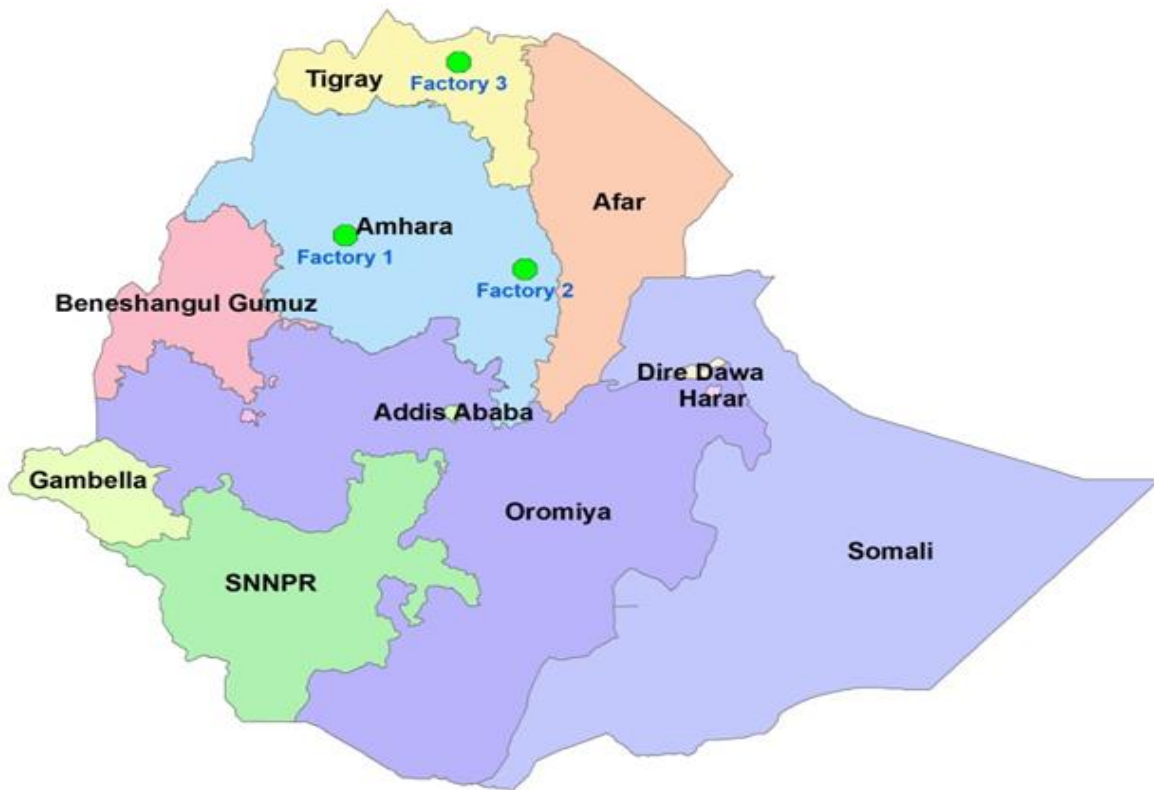 Tigray
Factory 3
Afar
Amhara
Factory 1
Factory 2
Beneshangul Gumuz
Dire Dawa
Harar
Addis Ababa
Gambella
Oromiya
Somali
SNNPR